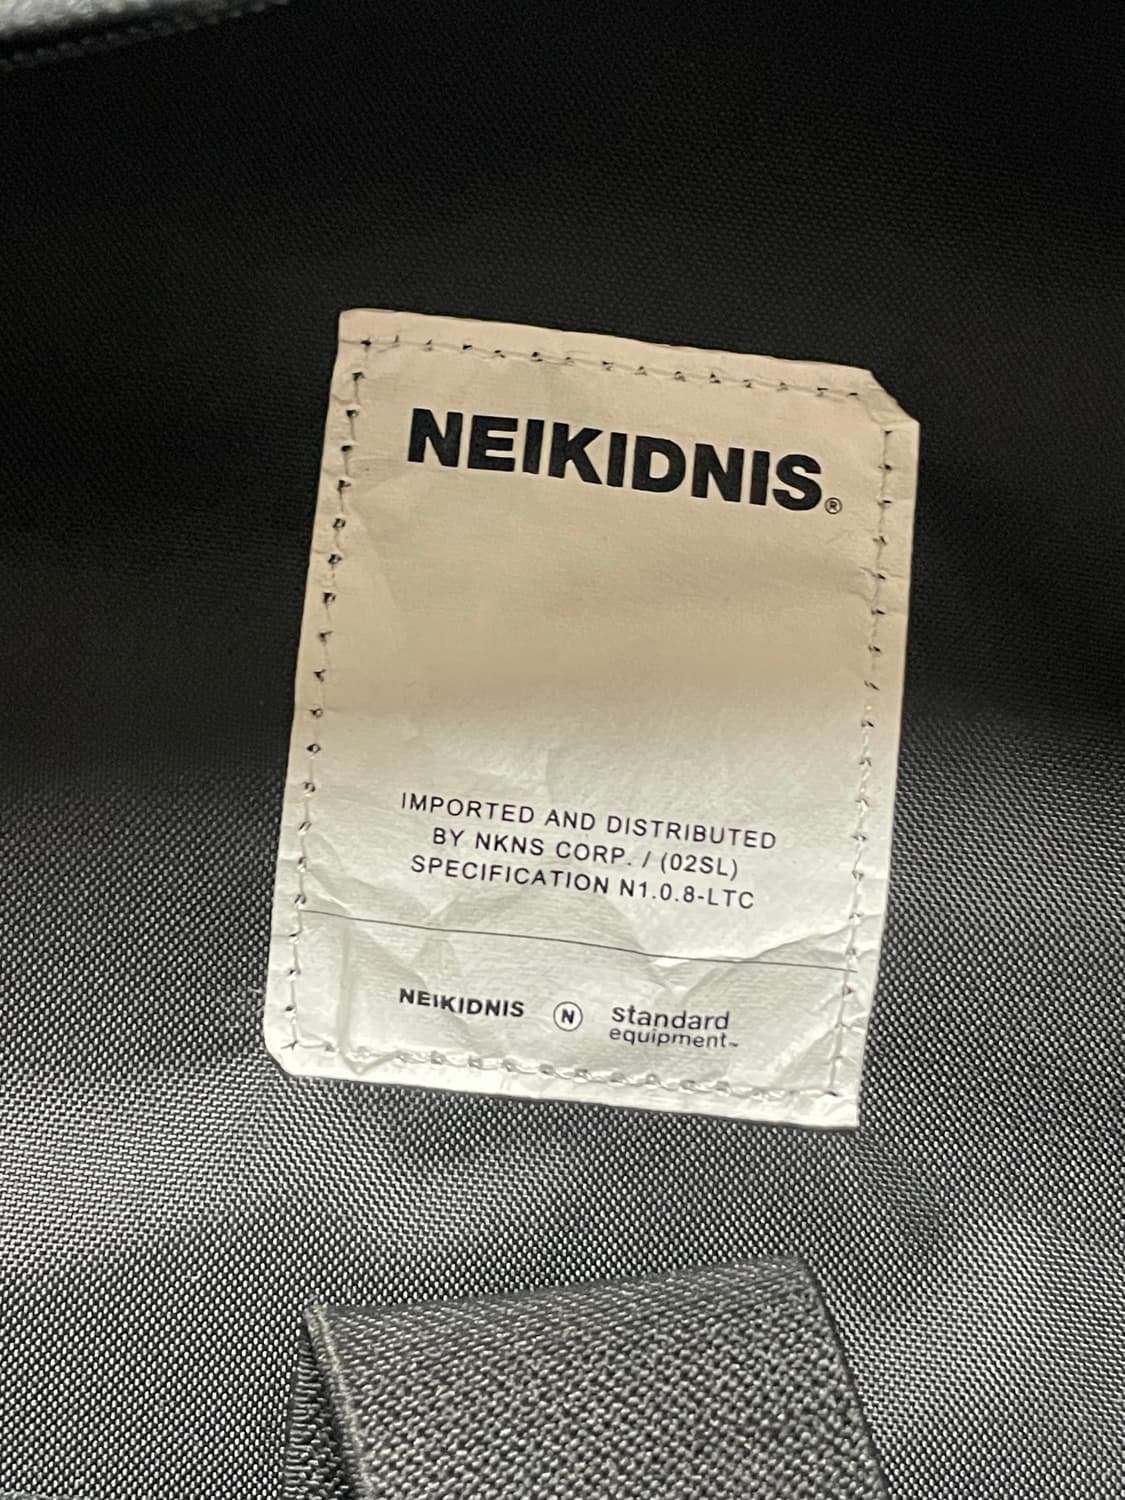 NEIKIDNIS®
IMPORTED AND DISTRIBUTED
BY NKNS CORP. / (02SL)
SPECIFICATION N1.0.8-LTC
NEIKIDNIS N standard
equipment™